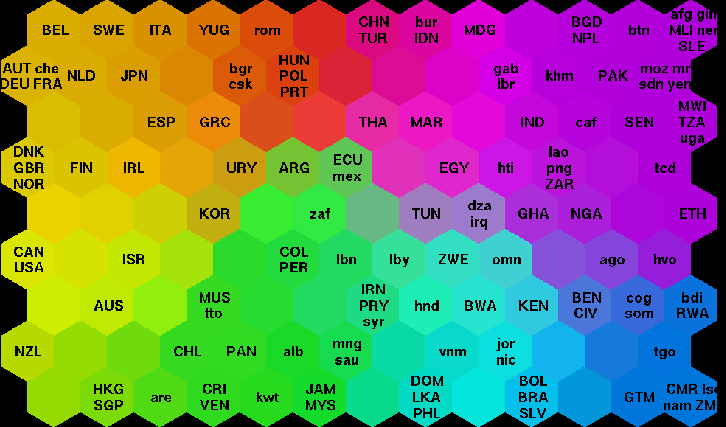 BEL SWE ITA YUG rom CHN TUR bur IDN MDG BGD NPL btn afg gin MLI ner SLE
AUT che DEU FRA NLD JPN bgr csk HUN POL PRT gab lbr khm PAK moz mr sdn yem
ESP GRC THA MAR IND caf SEN MWI TZA uga
DNK GBR NOR FIN IRL URY ARG ECU mex EGY hti lao png ZAR tcd
KOR zaf TUN dza irq GHA NGA ETH
CAN USA ISR COL PER lbn lby ZWE omn ago hvo
AUS MUS tto IRN PRY syr hnd BWA KEN BEN CIV cog som bdi RWA
NZL CHL PAN alb mng sau vnm jor nic tgo
HKG SGP are CRI VEN kwt JAM MYS DOM LKA PHL BOL BRA SLV GTM CMR lso nam ZM